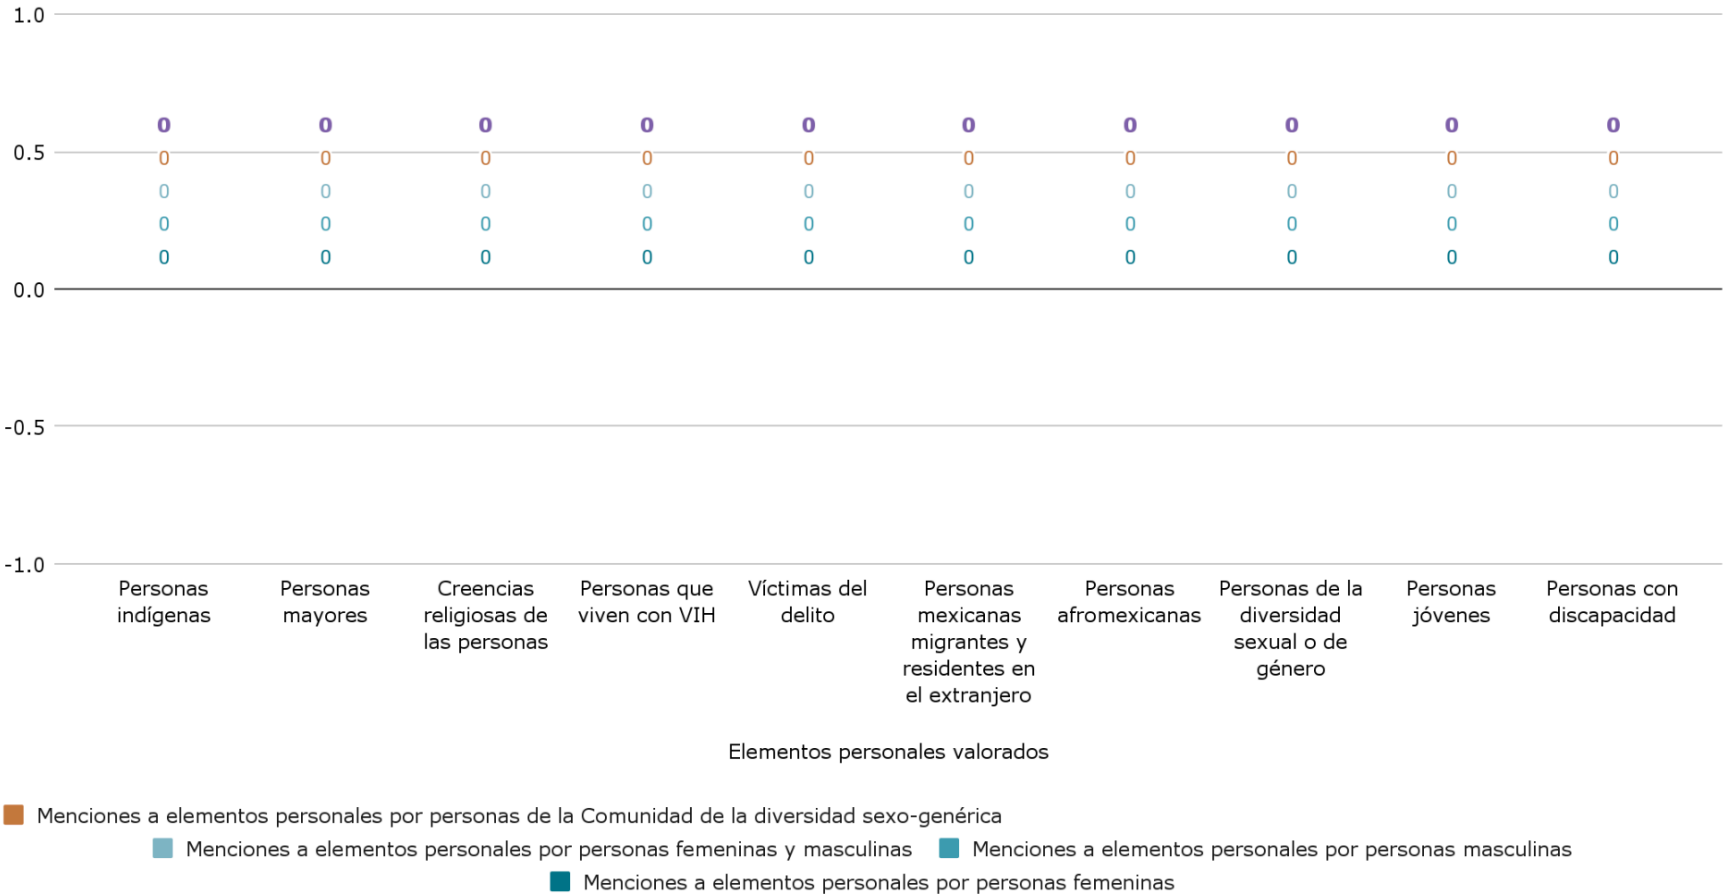 1.0
0 0 0 0 0 0 0 0 0 0
0.5
0 0 0 0 0 0 0 0 0 0
0 0 0 0 0 0 0 0 0 0
0 0 0 0 0 0 0 0 0 0
0 0 0 0 0 0 0 0 0 0
0.0
-0.5
-1.0
Personas
indígenas
Personas
mayores
Creencias
religiosas de
las personas
Personas que
viven con VIH
Víctimas del
delito
Personas
mexicanas
migrantes y
residentes en
el extranjero
Personas
afromexicanas
Personas de la
diversidad
sexual o de
género
Personas
jóvenes
Personas con
discapacidad
Elementos personales valorados
Menciones a elementos personales por personas de la Comunidad de la diversidad sexo-genérica
Menciones a elementos personales por personas femeninas y masculinas
Menciones a elementos personales por personas masculinas
Menciones a elementos personales por personas femeninas